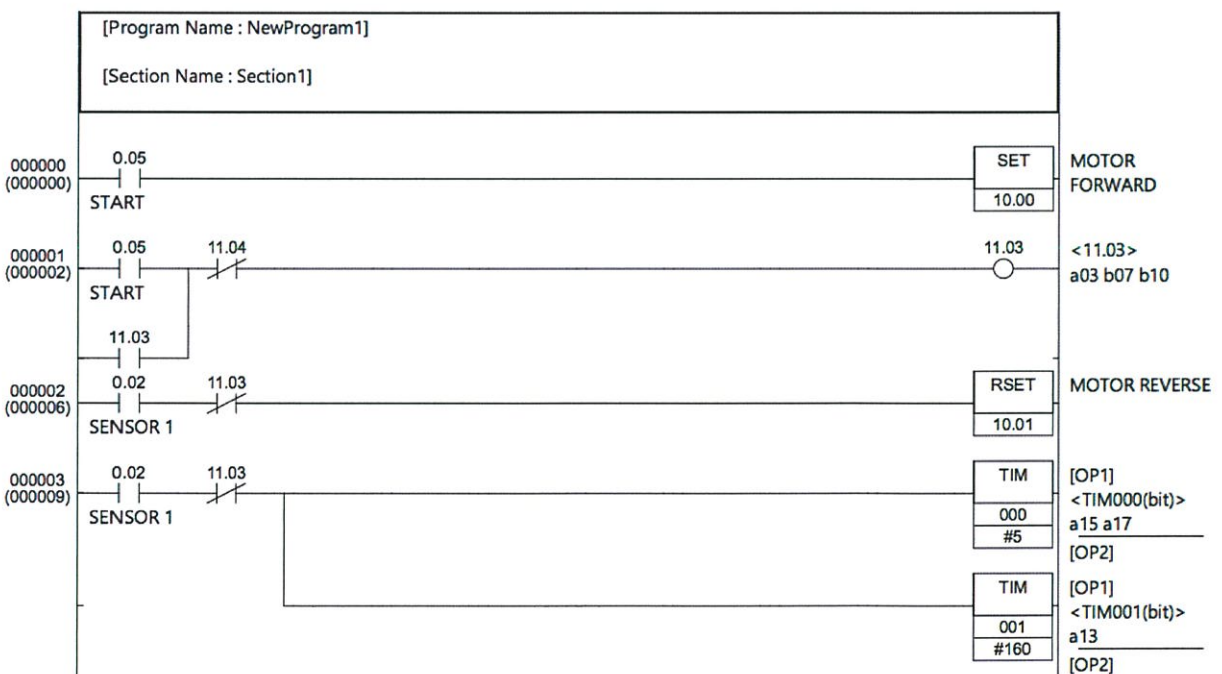 [Program Name : NewProgram1]
[Section Name : Section1]
000000
(000000)
0.05
START
SET
10.00
MOTOR
FORWARD
000001
(000002)
0.05
START
11.04
11.03
<11.03>
a03 b07 b10
11.03
000002
(000006)
0.02
SENSOR 1
11.03
RSET
10.01
MOTOR REVERSE
000003
(000009)
0.02
SENSOR 1
11.03
TIM
000
#5
[OP1]
<TIM000(bit)>
a15 a17
[OP2]
TIM
001
#160
[OP1]
<TIM001(bit)>
a13
[OP2]